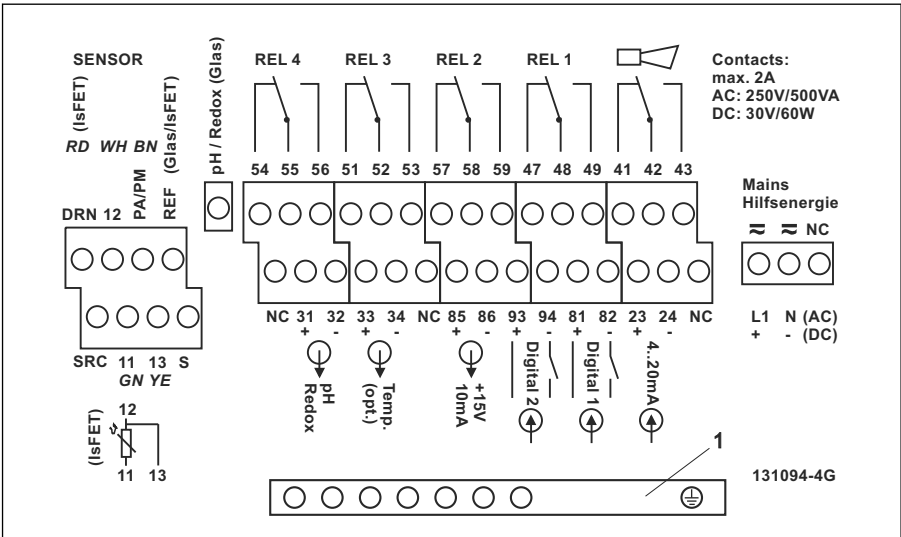 SENSOR
(IsFET)
RD WH BN
DRN 12
PA/PM
REF (Glas/IsFET)
SRC 11 13 S
GN YE
(IsFET)
12
11 13
pH / Redox (Glas)
REL 4 REL 3 REL 2 REL 1
54 55 56 51 52 53 57 58 59 47 48 49 41 42 43
NC 31 32 33 34 NC 85 86 93 94 81 82 23 24 NC
+ - + - + - + - + - + -
pH
Redox
Temp.
(opt.)
+15V
10mA
Digital 2
Digital 1
4..20mA
Contacts:
max. 2A
AC: 250V/500VA
DC: 30V/60W
Mains
Hilfsenergie
NC
L1 N (AC)
+ - (DC)
1
131094-4G